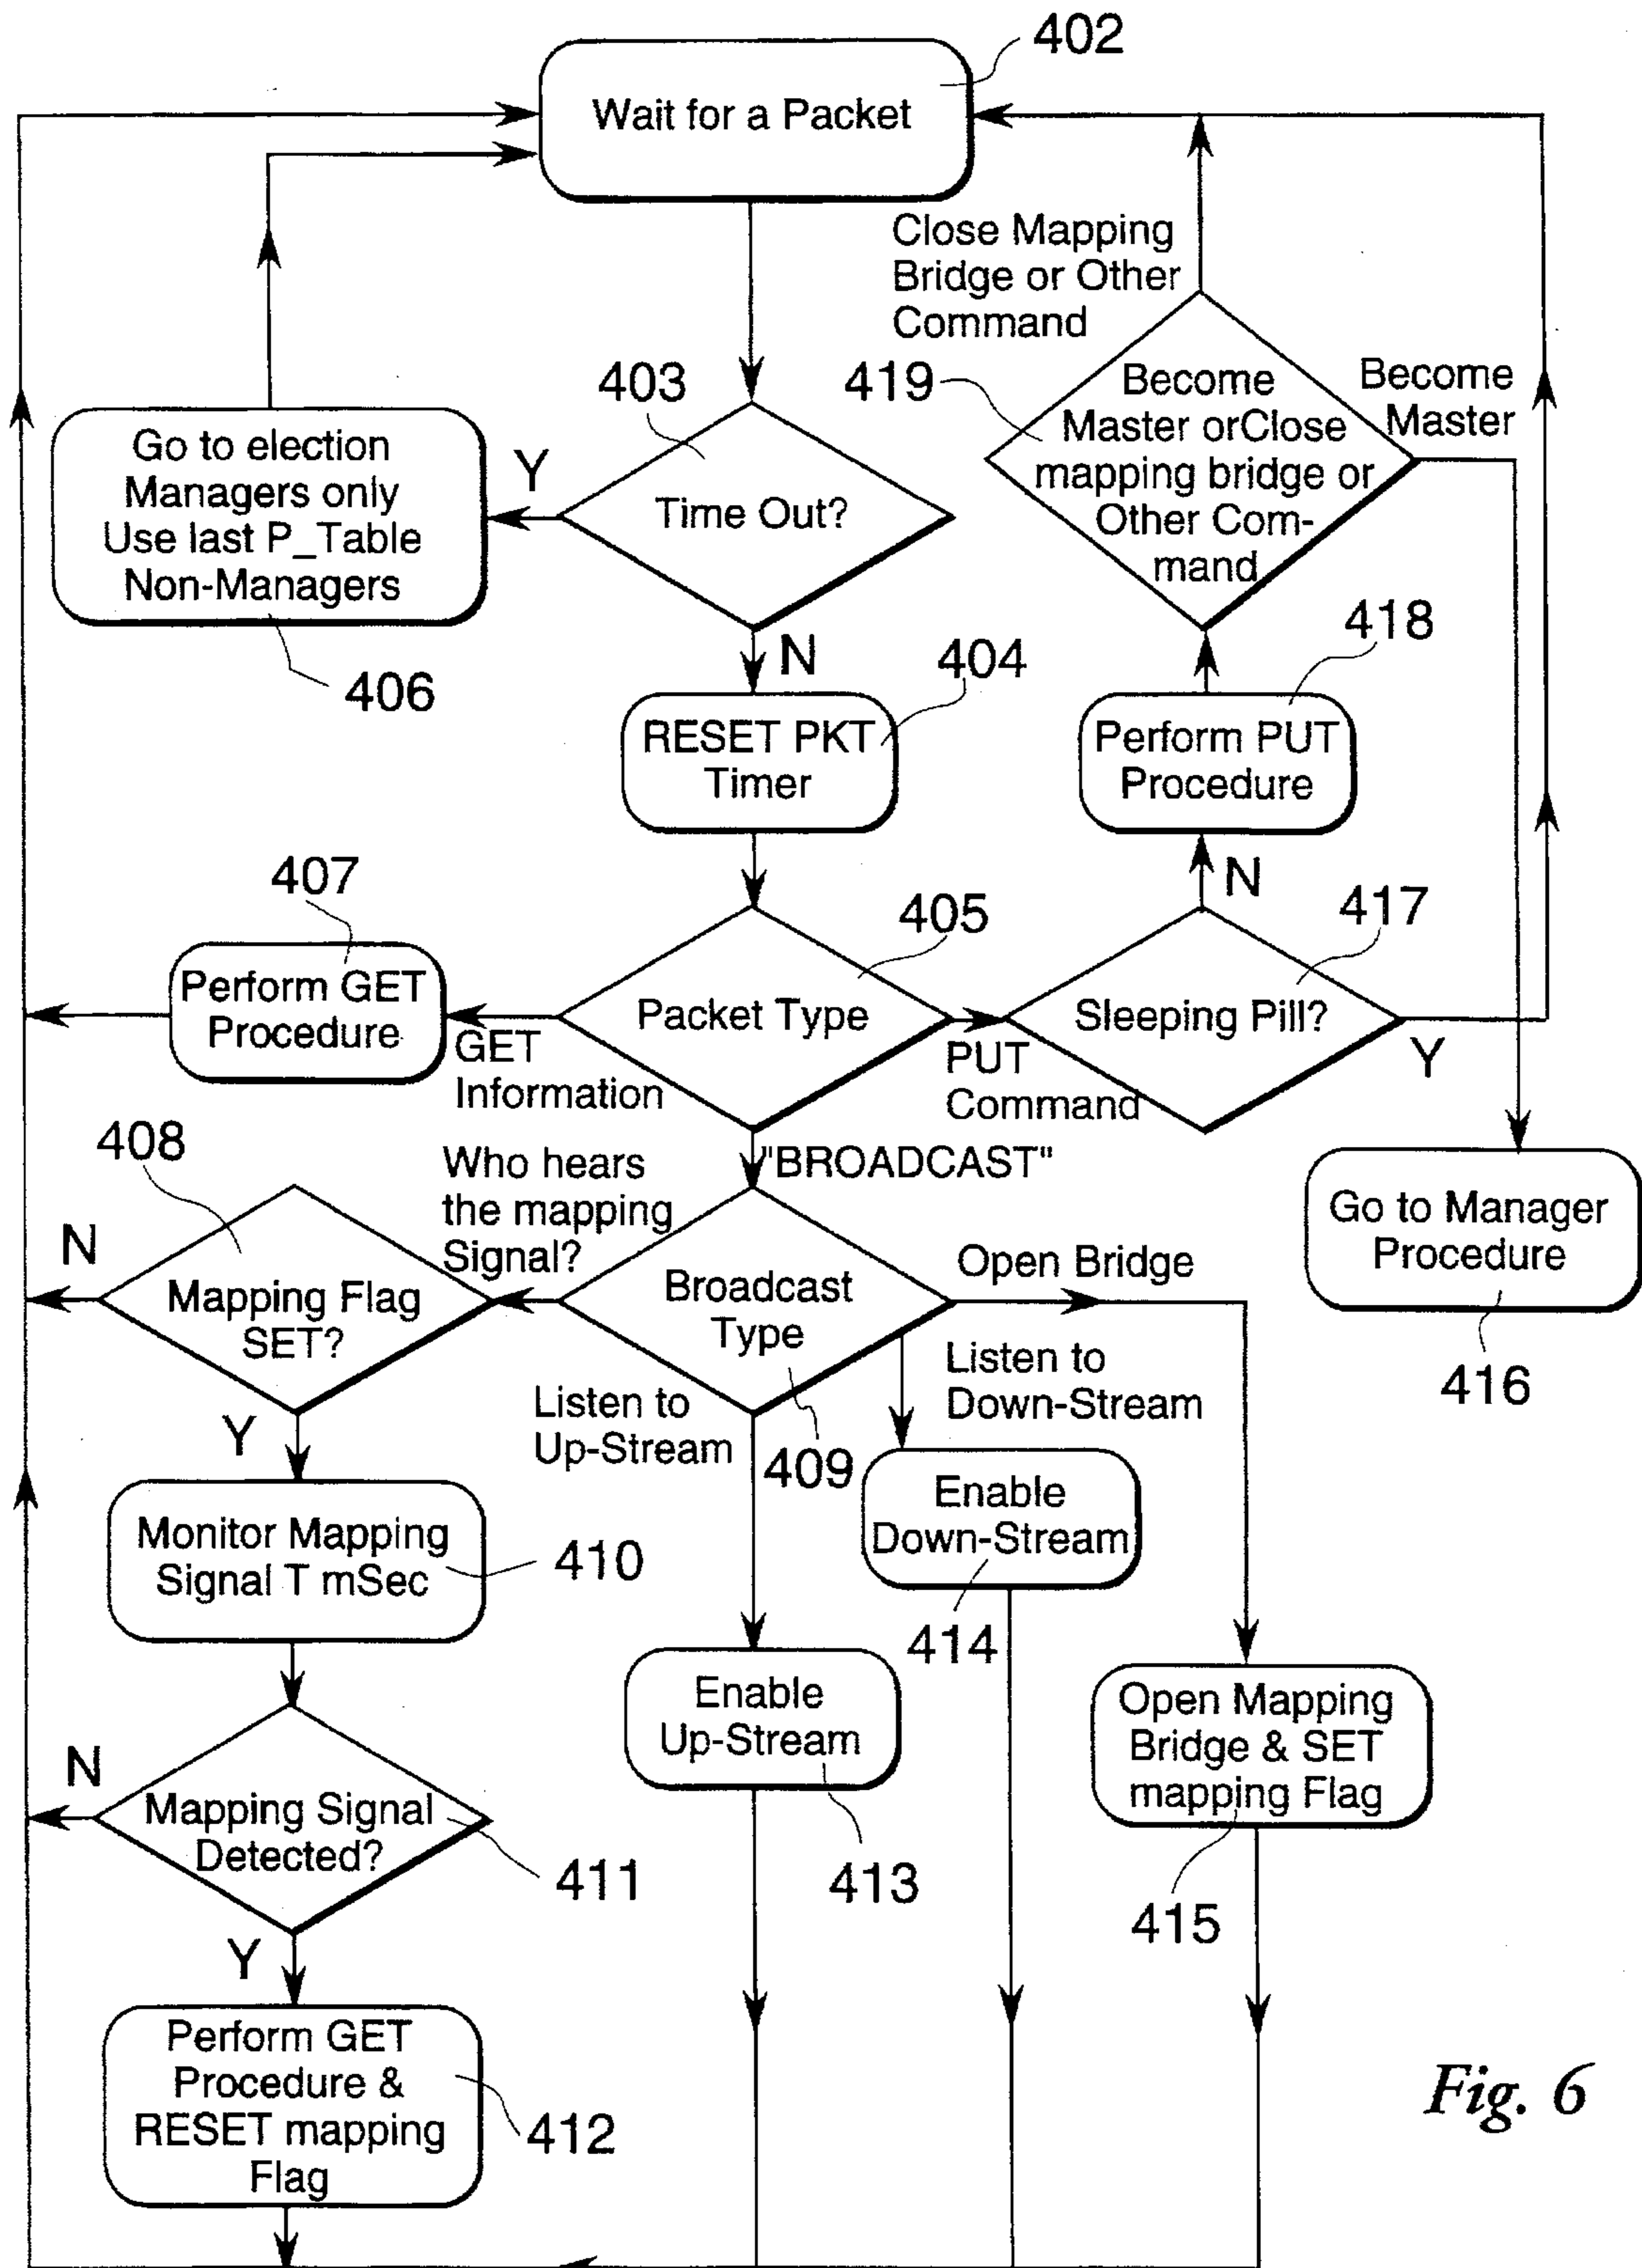 402
Wait for a Packet
Close Mapping
Bridge or Other
Command
403
419
Become
Master orClose
mapping bridge or
Other Com-
mand
Become
Master
Go to election
Managers only
Use last P_Table
Non-Managers
Y
Time Out?
406
N
404
418
RESET PKT
Timer
Perform PUT
Procedure
407
405
N
417
Perform GET
Procedure
GET
Information
Packet Type
PUT
Command
Sleeping Pill?
Y
408
Who hears
the mapping
Signal?
"BROADCAST"
Go to Manager
Procedure
N
Mapping Flag
SET?
Broadcast
Type
Open Bridge
416
Y
Listen to
Up-Stream
409
Listen to
Down-Stream
Monitor Mapping
Signal T mSec
410
Enable
Down-Stream
414
Enable
Up-Stream
413
Open Mapping
Bridge & SET
mapping Flag
415
N
Mapping Signal
Detected?
411
Y
Perform GET
Procedure &
RESET mapping
Flag
412
Fig. 6